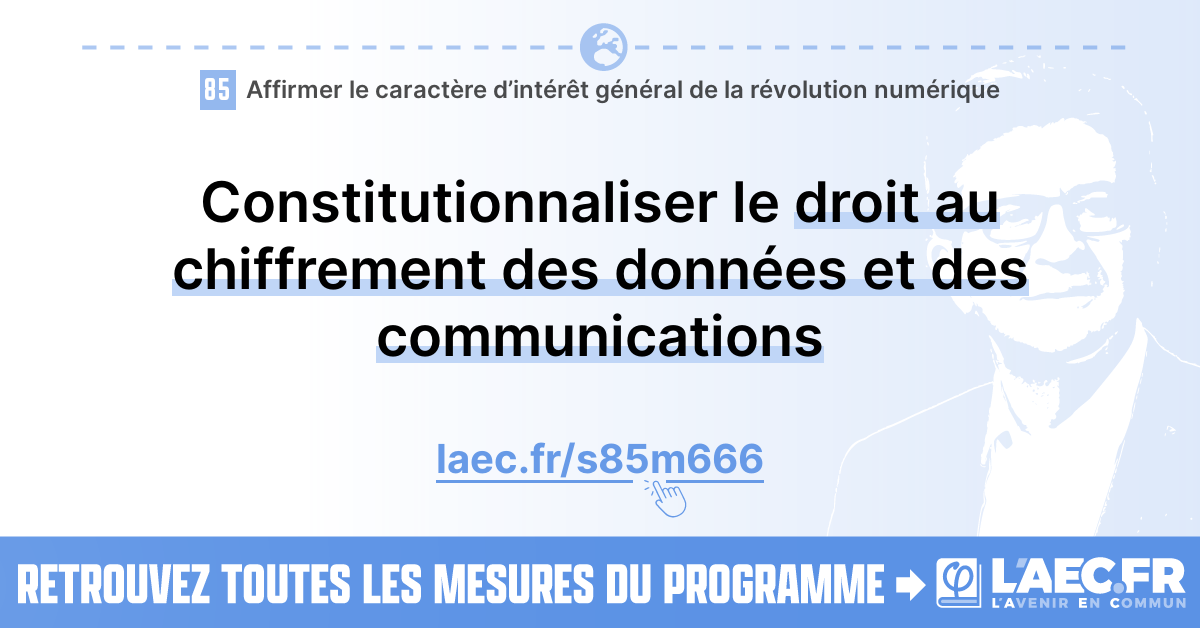 85 Affirmer le caractère d’intérêt général de la révolution numérique
Constitutionnaliser le droit au
chiffrement des données et des
communications
laec.fr/s85m666
RETROUVEZ TOUTES LES MESURES DU PROGRAMME
L'AEC.FR
L'AVENIR EN COMMUN